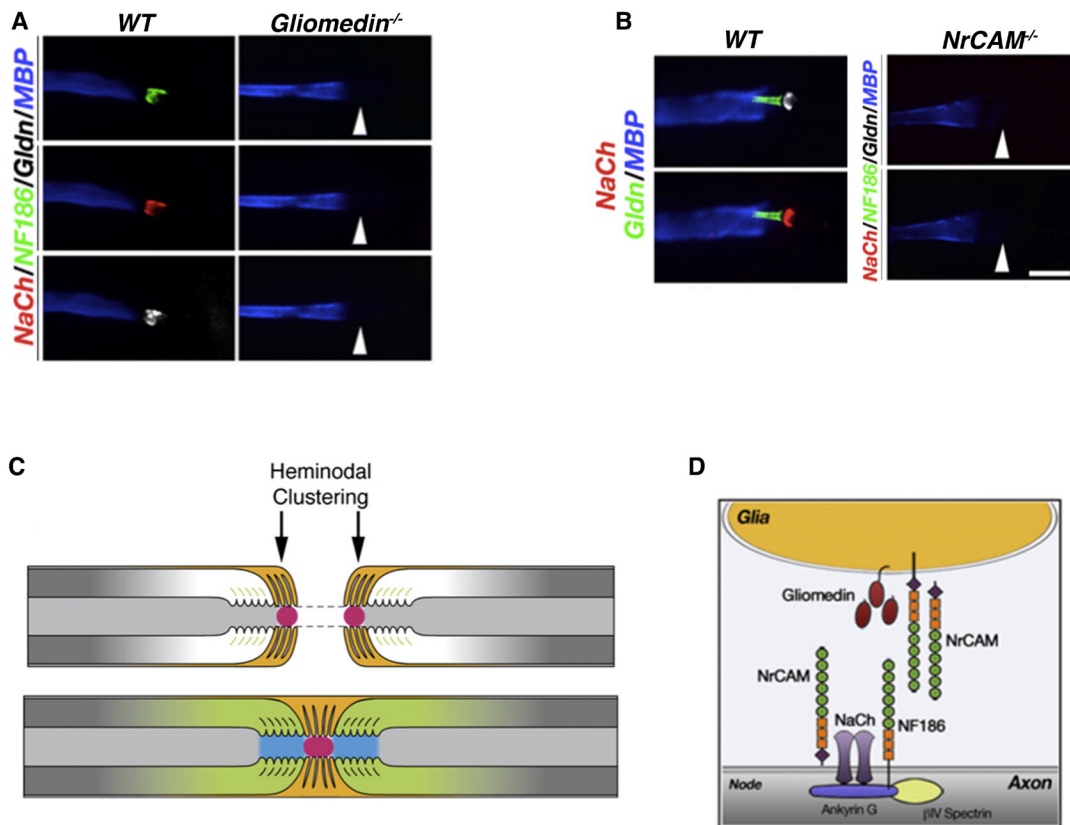 A
WT
Gliomedin-/-
NaCh/NF186/Gldn/MBP
B
WT
NrCAM-/-
NaCh
Gldn/MBP
NaCh/NF186/Gldn/MBP
C
Heminodal
Clustering
D
Glia
Gliomedin
NrCAM
NrCAM
NaCh
NF186
Node
Axon
Ankyrin G
βIV Spectrin